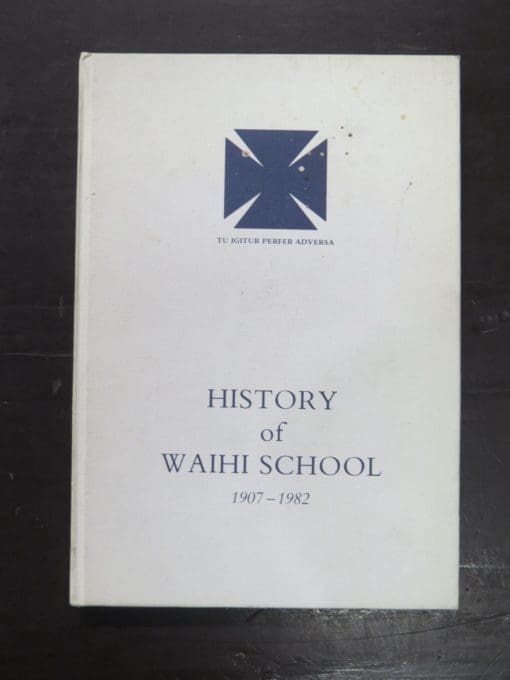 TU IGITUR PERFER ADVERSA
HISTORY
of
WAIHI SCHOOL
1907–1982